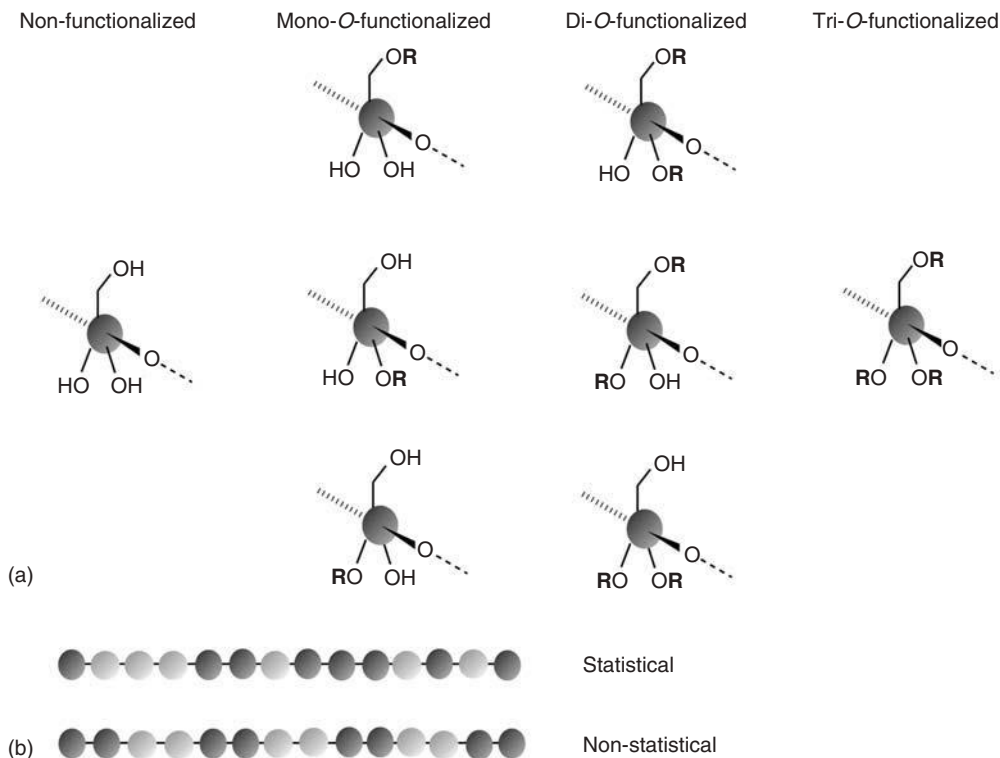 Non-functionalized Mono-O-functionalized Di-O-functionalized Tri-O-functionalized
OR OR
O O
HO OH HO OR
OH OH OR OR
O O O O
HO OH HO OR RO OH RO OR
OH OH
O O
RO OH RO OR
(a)
Statistical
(b) Non-statistical